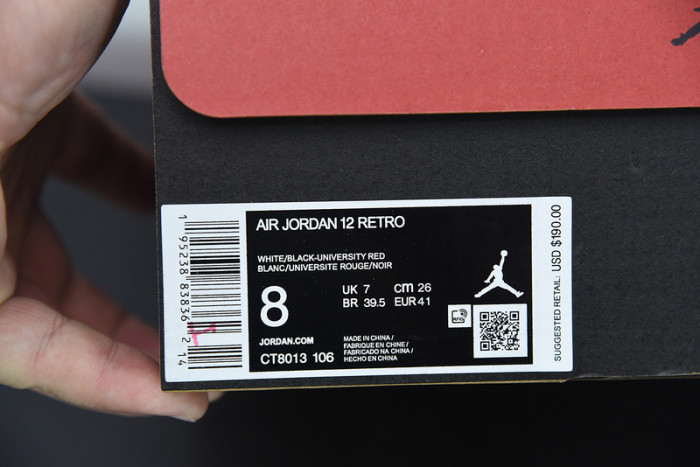 AIR JORDAN 12 RETRO
WHITE/BLACK-UNIVERSITY RED
BLANC/UNIVERSITE ROUGE/NOIR
8
UK 7 cm 26
BR 39.5 EUR 41
JORDAN.COM
CT8013 106
MADE IN CHINA /
FABRIQUE EN CHINE /
FABRICADO NA CHINA /
HECHO EN CHINA
SUGGESTED RETAIL: USD $190.00
1 95238 83836 2 14